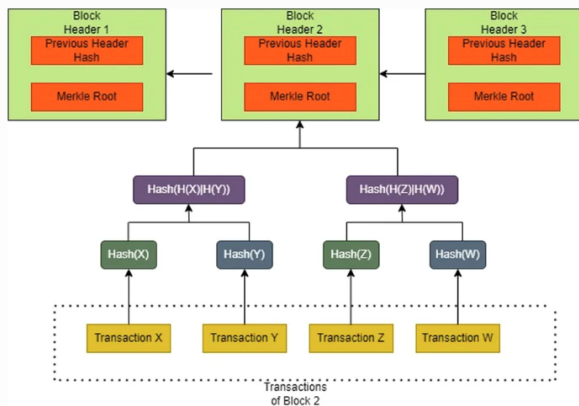 Block
Header 1
Previous Header
Hash
Merkle Root
Block
Header 2
Previous Header
Hash
Merkle Root
Block
Header 3
Previous Header
Hash
Merkle Root
Hash(H(X)|H(Y))
Hash(H(Z)|H(W))
Hash(X)
Hash(Y)
Hash(Z)
Hash(W)
Transaction X
Transaction Y
Transaction Z
Transaction W
Transactions
of Block 2